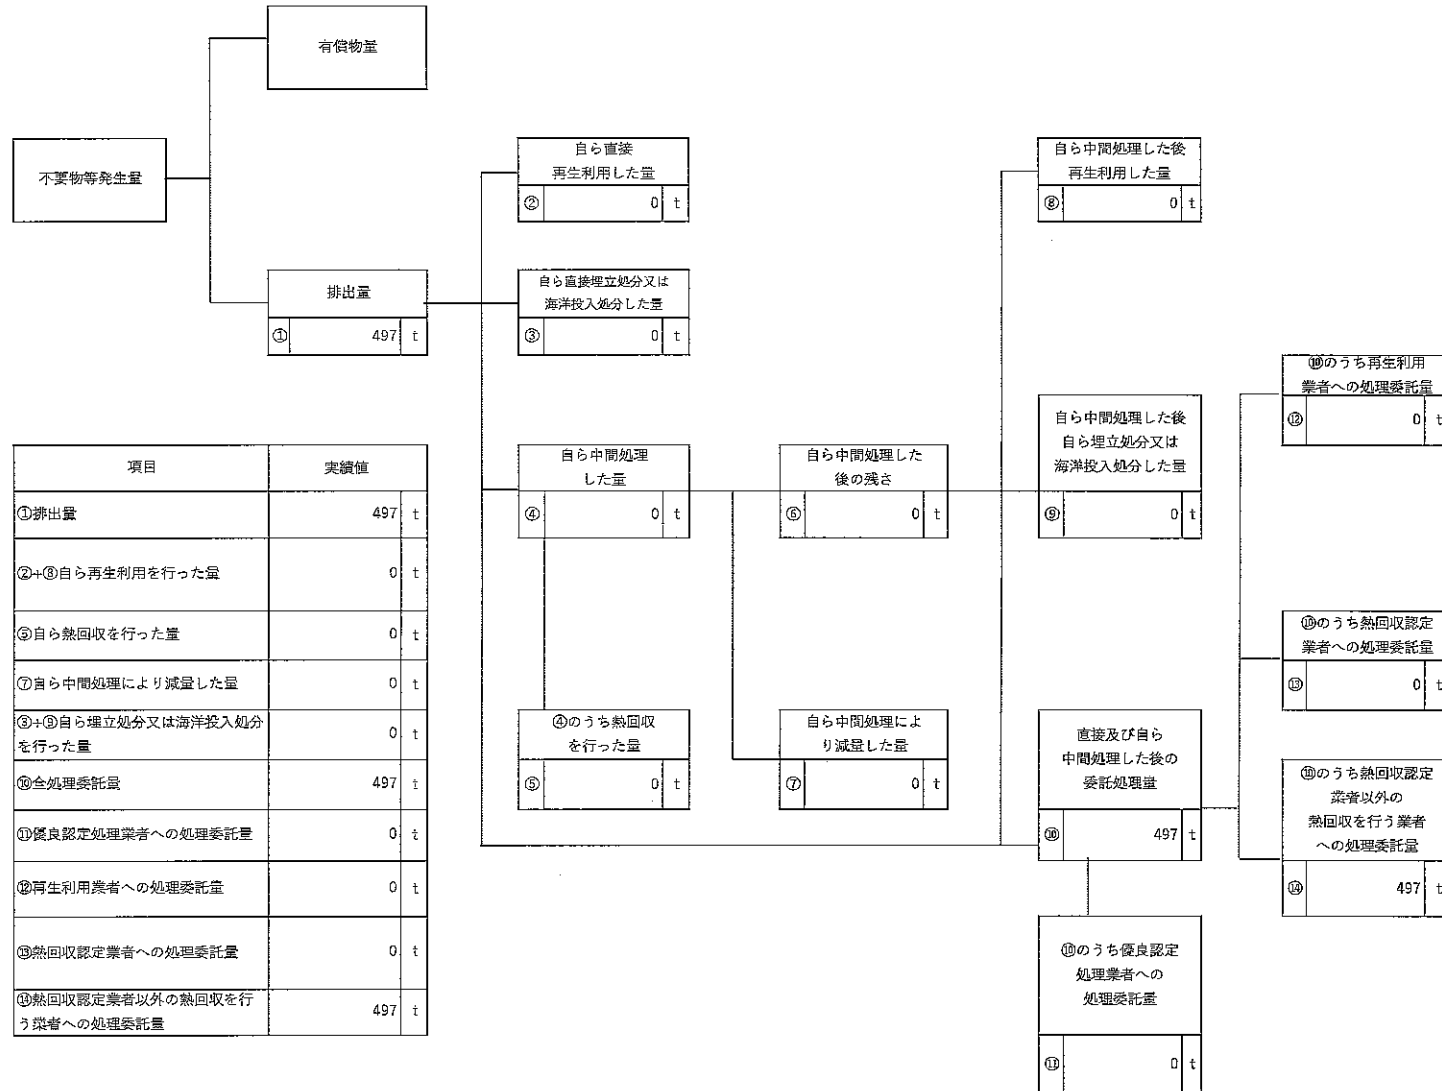 有償物量
不要物等発生量
自ら直接
再生利用した量
② 0 t
自ら中間処理した後
再生利用した量
⑧ 0 t
排出量
① 497 t
自ら直接埋立処分又は
海洋投入処分した量
③ 0 t
⑩のうち再生利用
業者への処理委託量
⑫ 0 t
自ら中間処理した後
自ら埋立処分又は
海洋投入処分した量
⑨ 0 t
自ら中間処理
した量
④ 0 t
自ら中間処理した
後の残さ
⑥ 0 t
項目 実績値
①排出量 497 t
②+⑧自ら再生利用を行った量 0 t
⑤自ら熱回収を行った量 0 t
⑦自ら中間処理により減量した量 0 t
③+⑨自ら埋立処分又は海洋投入処分
を行った量 0 t
⑩全処理委託量 497 t
⑪優良認定処理業者への処理委託量 0 t
⑫再生利用業者への処理委託量 0 t
⑬熱回収認定業者への処理委託量 0 t
⑭熱回収認定業者以外の熱回収を行
う業者への処理委託量 497 t
④のうち熱回収
を行った量
⑤ 0 t
自ら中間処理によ
り減量した量
⑦ 0 t
直接及び自ら
中間処理した後の
委託処理量
⑩ 497 t
⑩のうち熱回収認定
業者への処理委託量
⑬ 0 t
⑩のうち熱回収認定
業者以外の
熱回収を行う業者
への処理委託量
⑭ 497 t
⑩のうち優良認定
処理業者への
処理委託量
⑪ 0 t